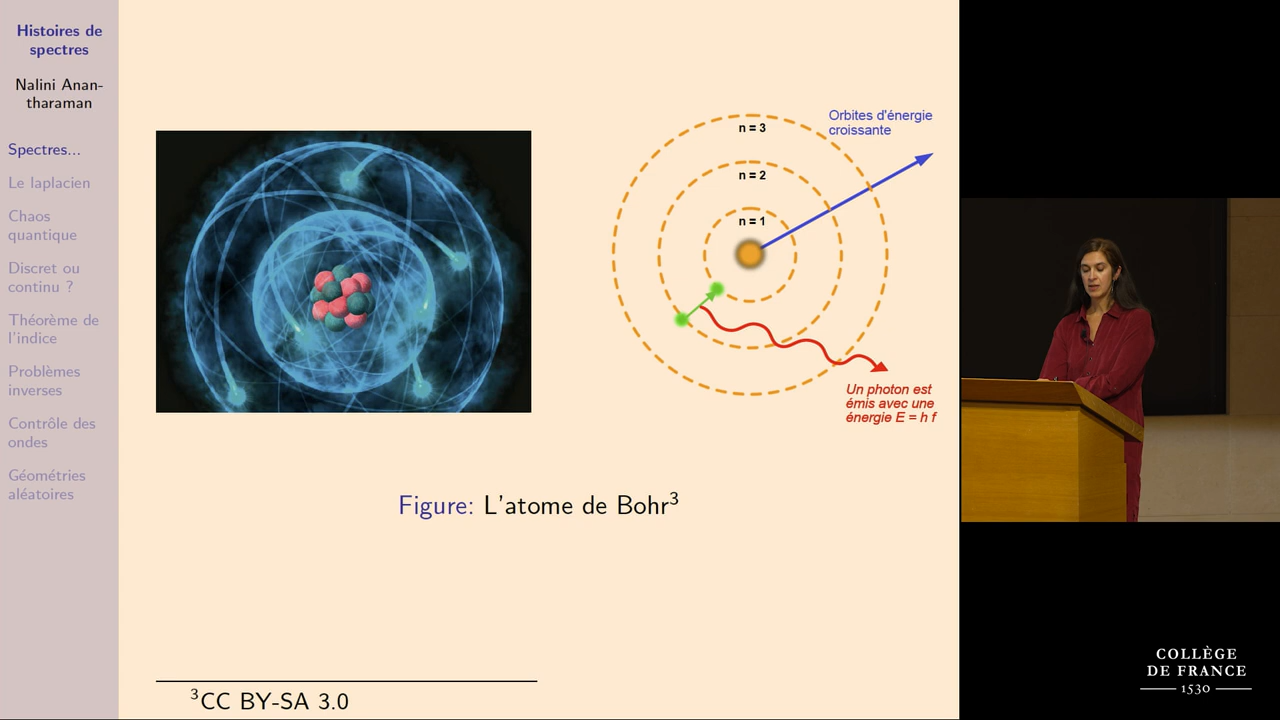 Histoires de
spectres
Nalini Anan-
tharaman
Spectres...
Le laplacien
Chaos
quantique
Discret ou
continu ?
Théorème de
l'indice
Problèmes
inverses
Contrôle des
ondes
Géométries
aléatoires
Orbites d'énergie
croissante
n = 3
n = 2
n = 1
Un photon est
émis avec une
énergie E = h f
Figure: L'atome de Bohr³
³CC BY-SA 3.0
COLLÈGE
DE FRANCE
1530